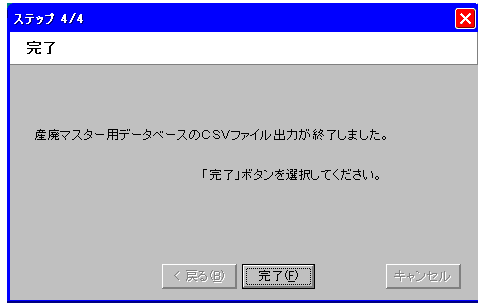 ステップ 4/4
完了
産廃マスター用データベースのCSVファイル出力が終了しました。
「完了」ボタンを選択してください。
< 戻る(B)
完了(F)
キャンセル